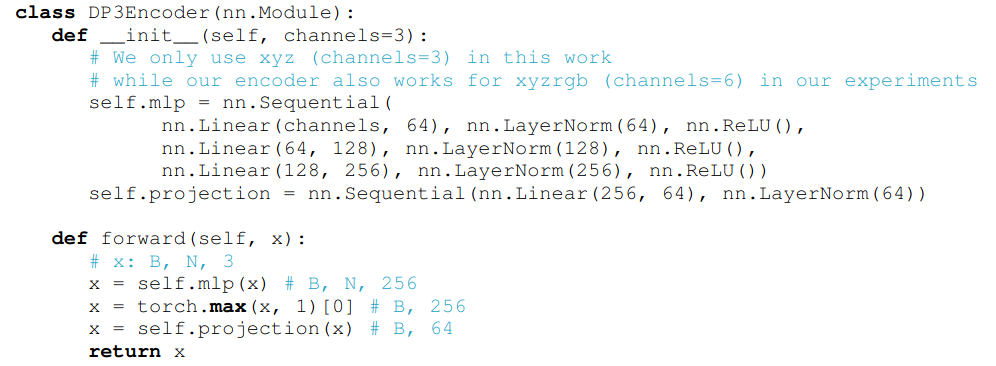 class DP3Encoder(nn.Module):
def __init__(self, channels=3):
# We only use xyz (channels=3) in this work
# while our encoder also works for xyzrgb (channels=6) in our experiments
self.mlp = nn.Sequential(
nn.Linear(channels, 64), nn.LayerNorm(64), nn.ReLU(),
nn.Linear(64, 128), nn.LayerNorm(128), nn.ReLU(),
nn.Linear(128, 256), nn.LayerNorm(256), nn.ReLU())
self.projection = nn.Sequential(nn.Linear(256, 64), nn.LayerNorm(64))
def forward(self, x):
# x: B, N, 3
x = self.mlp(x) # B, N, 256
x = torch.max(x, 1)[0] # B, 256
x = self.projection(x) # B, 64
return x